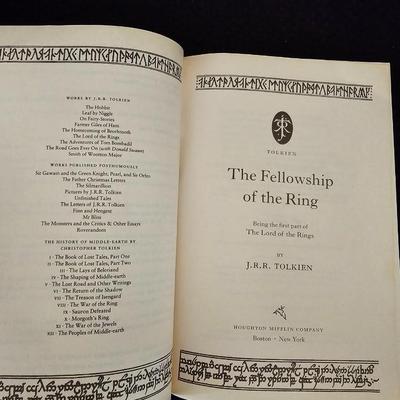 WORKS BY J.R.R. TOLKIEN
The Hobbit
Leaf by Niggle
On Fairy-Stories
Farmer Giles of Ham
The Homecoming of Beorhtnoth
The Lord of the Rings
The Adventures of Tom Bombadil
The Road Goes Ever On (with Donald Swann)
Smith of Wootton Major
WORKS PUBLISHED POSTHUMOUSLY
Sir Gawain and the Green Knight, Pearl, and Sir Orfeo
The Father Christmas Letters
The Silmarillion
Pictures by J.R.R. Tolkien
Unfinished Tales
The Letters of J.R.R. Tolkien
Finn and Hengest
Mr Bliss
The Monsters and the Critics & Other Essays
Roverandom
THE HISTORY OF MIDDLE-EARTH BY
CHRISTOPHER TOLKIEN
I · The Book of Lost Tales, Part One
II · The Book of Lost Tales, Part Two
III · The Lays of Beleriand
IV · The Shaping of Middle-earth
V · The Lost Road and Other Writings
VI · The Return of the Shadow
VII · The Treason of Isengard
VIII · The War of the Ring
IX · Sauron Defeated
X · Morgoth's Ring
XI · The War of the Jewels
XII · The Peoples of Middle-earth
TOLKIEN
The Fellowship
of the Ring
Being the first part of
The Lord of the Rings
BY
J.R.R. TOLKIEN
HOUGHTON MIFFLIN COMPANY
Boston · New York